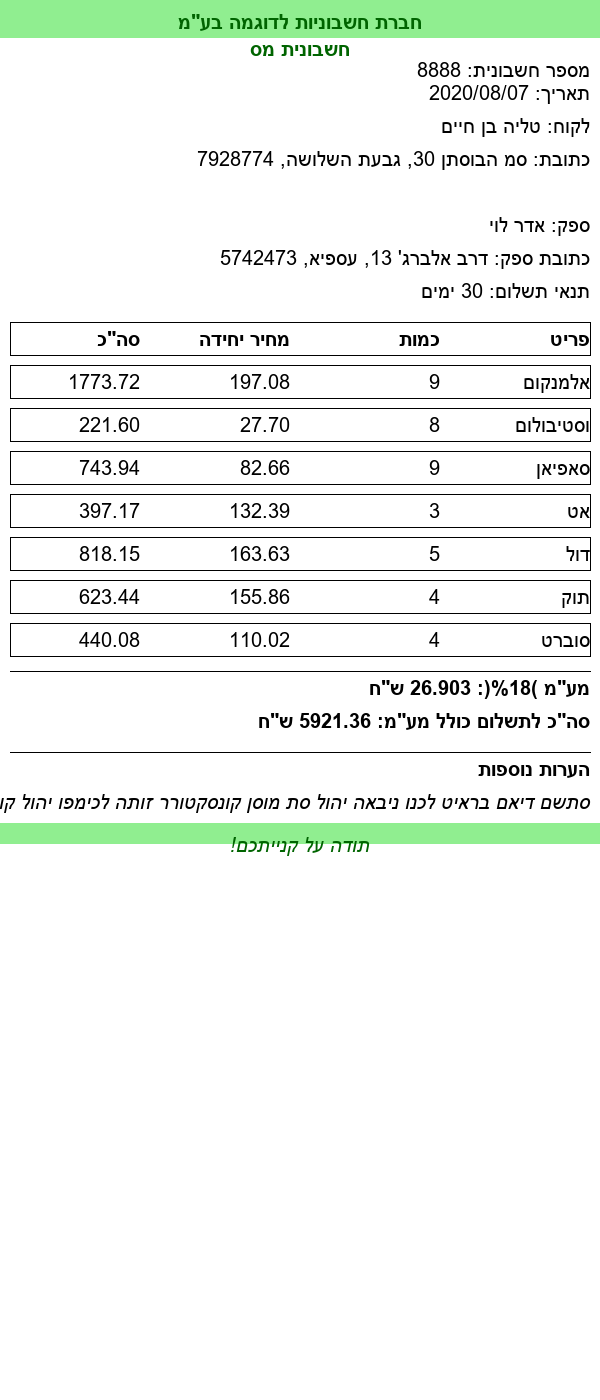 חברת חשבוניות לדוגמה בע"מ
חשבונית מס
מספר חשבונית: 8888
תאריך: 2020/08/07
לקוח: טליה בן חיים
כתובת: סמ הבוסתן 30, גבעת השלושה, 7928774
ספק: אדר לוי
כתובת ספק: דרב אלברג' 13, עספיא, 5742473
תנאי תשלום: 30 ימים
פריט כמות מחיר יחידה סה"כ
אלמנקום 9 197.08 1773.72
וסטיבולום 8 27.70 221.60
סאפיאן 9 82.66 743.94
אט 3 132.39 397.17
דול 5 163.63 818.15
תוק 4 155.86 623.44
סוברט 4 110.02 440.08
מע"מ )18%(: 26.903 ש"ח
סה"כ לתשלום כולל מע"מ: 5921.36 ש"ח
הערות נוספות
סתשם דיאם בראיט לכנו ניבאה יהול סת מוסן קונסקטורר זותה לכימפו יהול קו
תודה על קנייתכם!